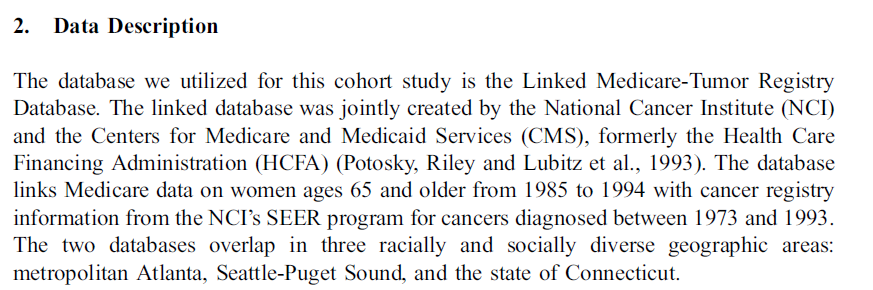 2. Data Description
The database we utilized for this cohort study is the Linked Medicare-Tumor Registry
Database. The linked database was jointly created by the National Cancer Institute (NCI)
and the Centers for Medicare and Medicaid Services (CMS), formerly the Health Care
Financing Administration (HCFA) (Potosky, Riley and Lubitz et al., 1993). The database
links Medicare data on women ages 65 and older from 1985 to 1994 with cancer registry
information from the NCI's SEER program for cancers diagnosed between 1973 and 1993.
The two databases overlap in three racially and socially diverse geographic areas:
metropolitan Atlanta, Seattle-Puget Sound, and the state of Connecticut.